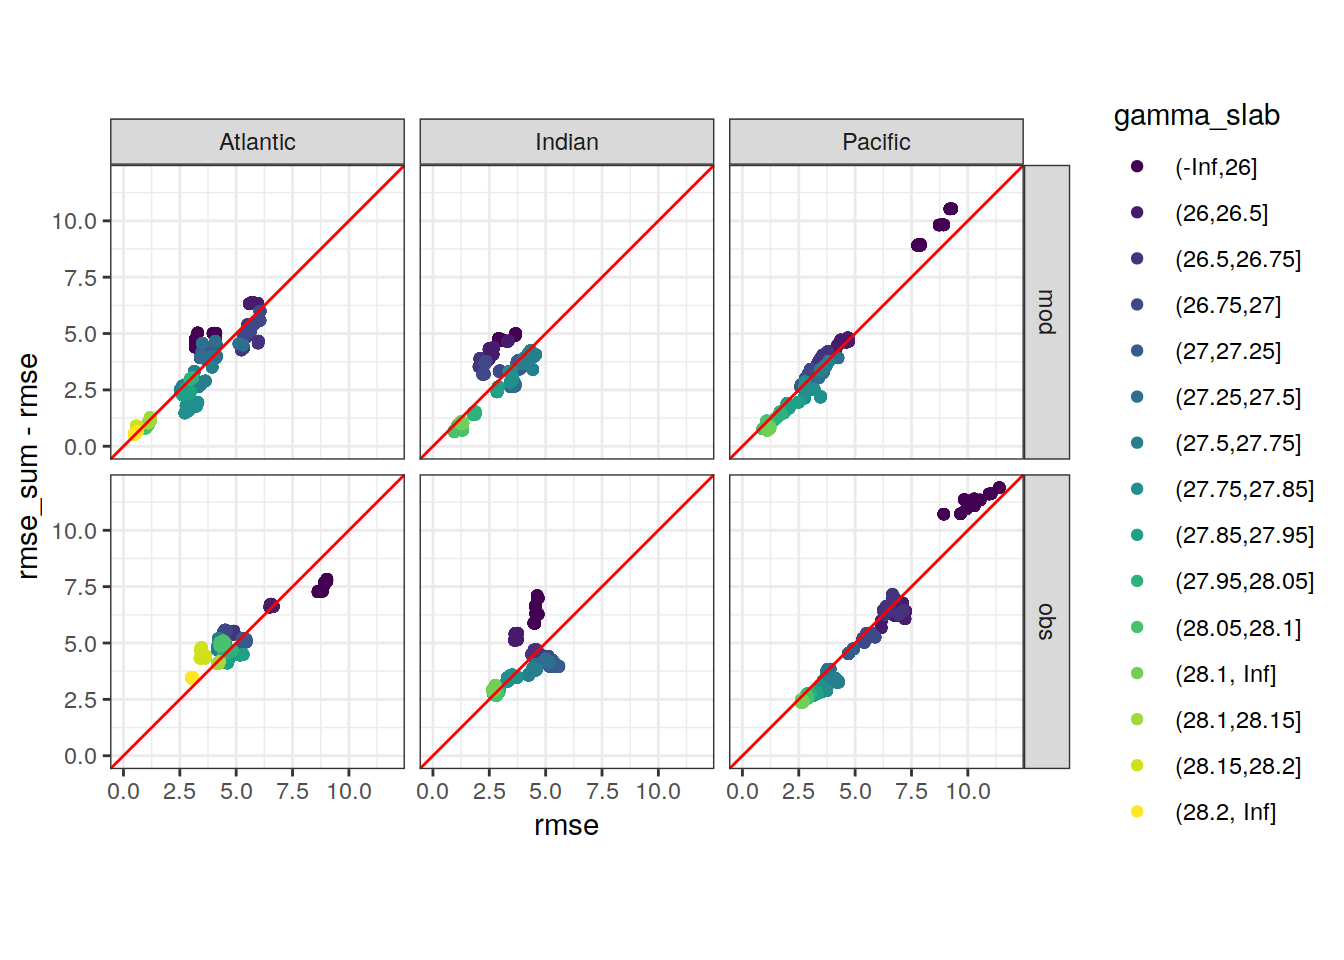 Atlantic
Indian
Pacific
10.0
7.5
5.0
2.5
0.0
mod
10.0
7.5
5.0
2.5
0.0
obs
0.0 2.5 5.0 7.5 10.0
0.0 2.5 5.0 7.5 10.0
0.0 2.5 5.0 7.5 10.0
rmse
rmse_sum - rmse
gamma_slab
(-Inf,26]
(26,26.5]
(26.5,26.75]
(26.75,27]
(27,27.25]
(27.25,27.5]
(27.5,27.75]
(27.75,27.85]
(27.85,27.95]
(27.95,28.05]
(28.05,28.1]
(28.1, Inf]
(28.1,28.15]
(28.15,28.2]
(28.2, Inf]